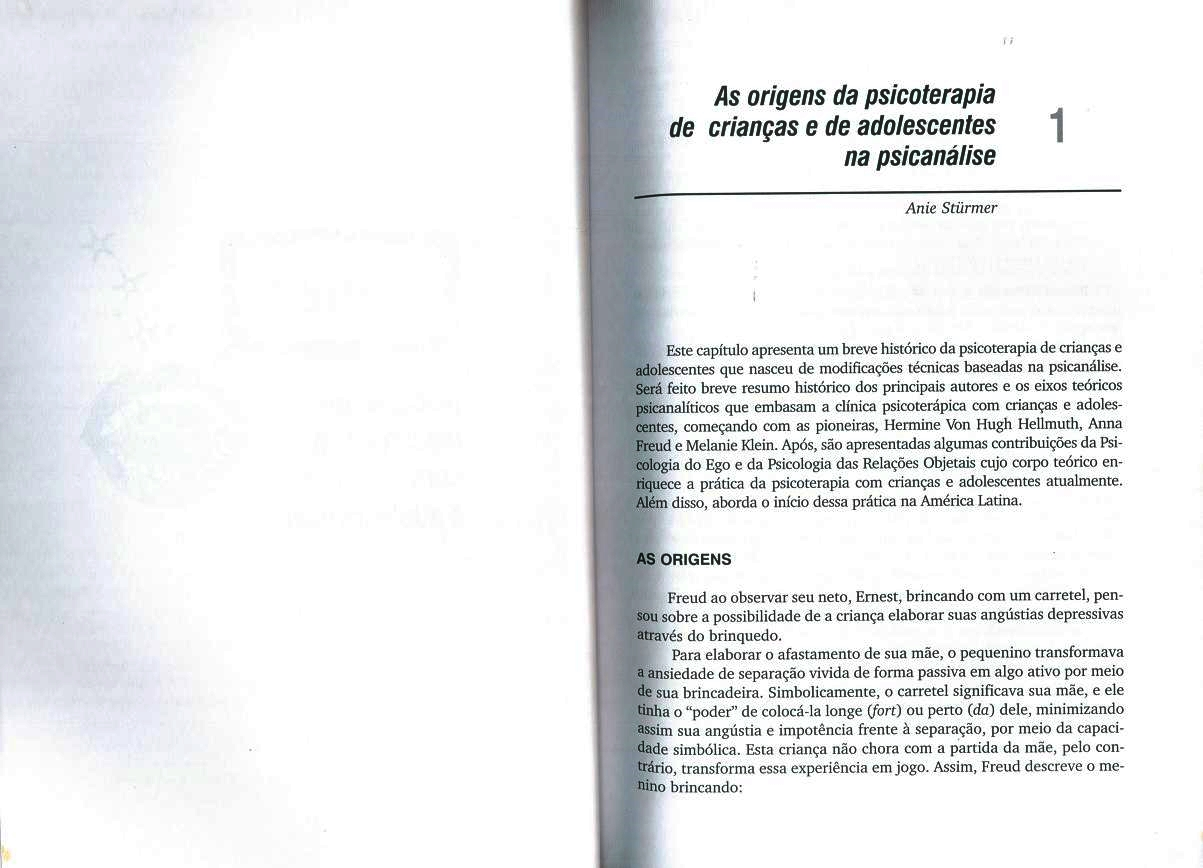 As origens da psicoterapia
de crianças e de adolescentes
na psicanálise
1
Anie Stürmer
Este capítulo apresenta um breve histórico da psicoterapia de crianças e
adolescentes que nasceu de modificações técnicas baseadas na psicanálise.
Será feito breve resumo histórico dos principais autores e os eixos teóricos
psicanalíticos que embasam a clínica psicoterápica com crianças e adoles-
centes, começando com as pioneiras, Hermine Von Hugh Hellmuth, Anna
Freud e Melanie Klein. Após, são apresentadas algumas contribuições da Psi-
cologia do Ego e da Psicologia das Relações Objetais cujo corpo teórico en-
riquece a prática da psicoterapia com crianças e adolescentes atualmente.
Além disso, aborda o início dessa prática na América Latina.
AS ORIGENS
Freud ao observar seu neto, Ernest, brincando com um carretel, pen-
sou sobre a possibilidade de a criança elaborar suas angústias depressivas
através do brinquedo.
Para elaborar o afastamento de sua mãe, o pequenino transformava
a ansiedade de separação vivida de forma passiva em algo ativo por meio
de sua brincadeira. Simbolicamente, o carretel significava sua mãe, e ele
tinha o “poder” de colocá-la longe (fort) ou perto (da) dele, minimizando
assim sua angústia e impotência frente à separação, por meio da capaci-
dade simbólica. Esta criança não chora com a partida da mãe, pelo con-
trário, transforma essa experiência em jogo. Assim, Freud descreve o me-
nino brincando: